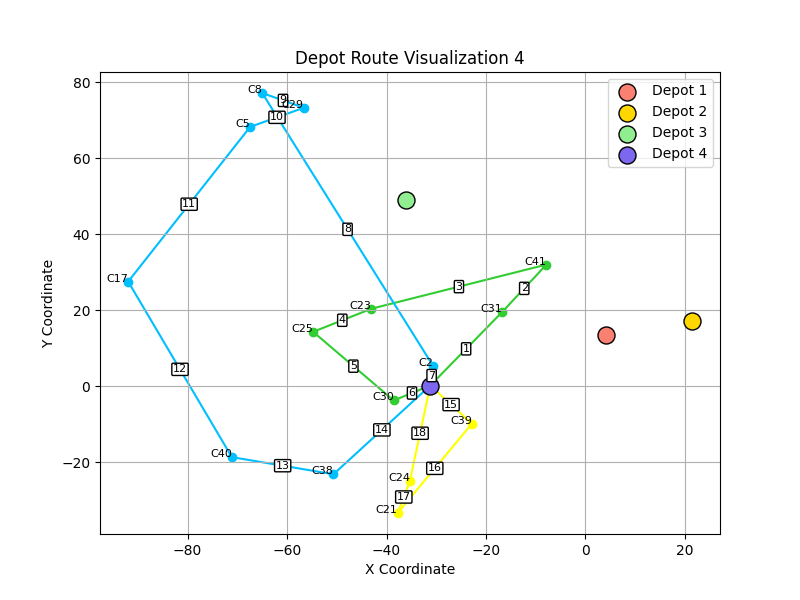 Depot Route Visualization 4
Depot 1
Depot 2
Depot 3
Depot 4
Y Coordinate
80
60
40
20
0
−20
C8
9
C29
10
C5
11
8
C17
C41
3
2
C23
C31
4
C25
1
12
5
C2
7
6
C30
15
C39
14
18
C40
13
C38
16
C24
17
C21
−80
−60
−40
−20
0
20
X Coordinate